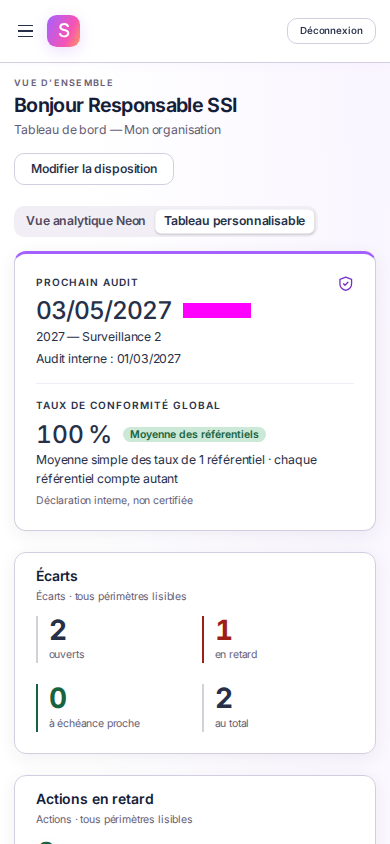 S
Déconnexion
VUE D'ENSEMBLE
Bonjour Responsable SSI
Tableau de bord — Mon organisation
Modifier la disposition
Vue analytique Neon
Tableau personnalisable
PROCHAIN AUDIT
03/05/2027
2027 — Surveillance 2
Audit interne : 01/03/2027
TAUX DE CONFORMITÉ GLOBAL
100 % Moyenne des référentiels
Moyenne simple des taux de 1 référentiel · chaque
référentiel compte autant
Déclaration interne, non certifiée
Écarts
Écarts · tous périmètres lisibles
2
ouverts
1
en retard
0
à échéance proche
2
au total
Actions en retard
Actions · tous périmètres lisibles